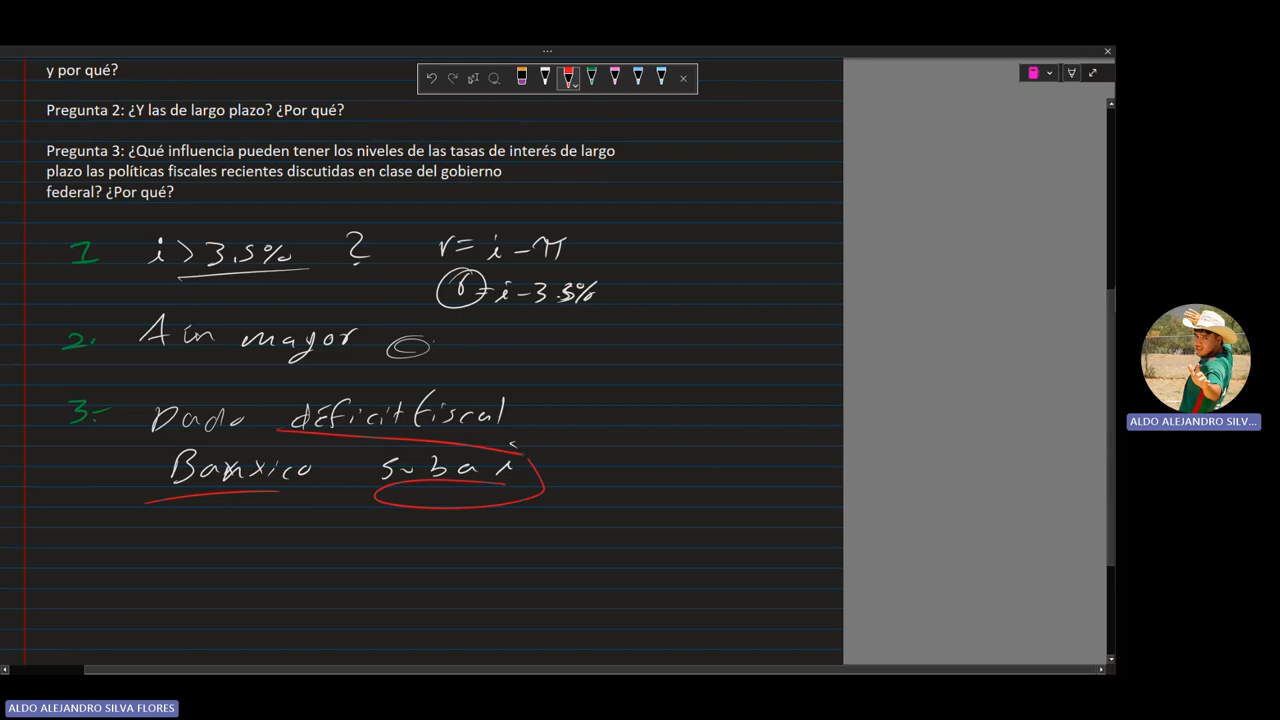 y por qué?
Pregunta 2: ¿Y las de largo plazo? ¿Por qué?
Pregunta 3: ¿Qué influencia pueden tener los niveles de las tasas de interés de largo
plazo las políticas fiscales recientes discutidas en clase del gobierno
federal? ¿Por qué?
1 i > 3.5% ? r = i - π
r = i - 3.3%
2. Aún mayor
3.- Dado déficit fiscal
Banxico suba i
ALDO ALEJANDRO SILV...
ALDO ALEJANDRO SILVA FLORES